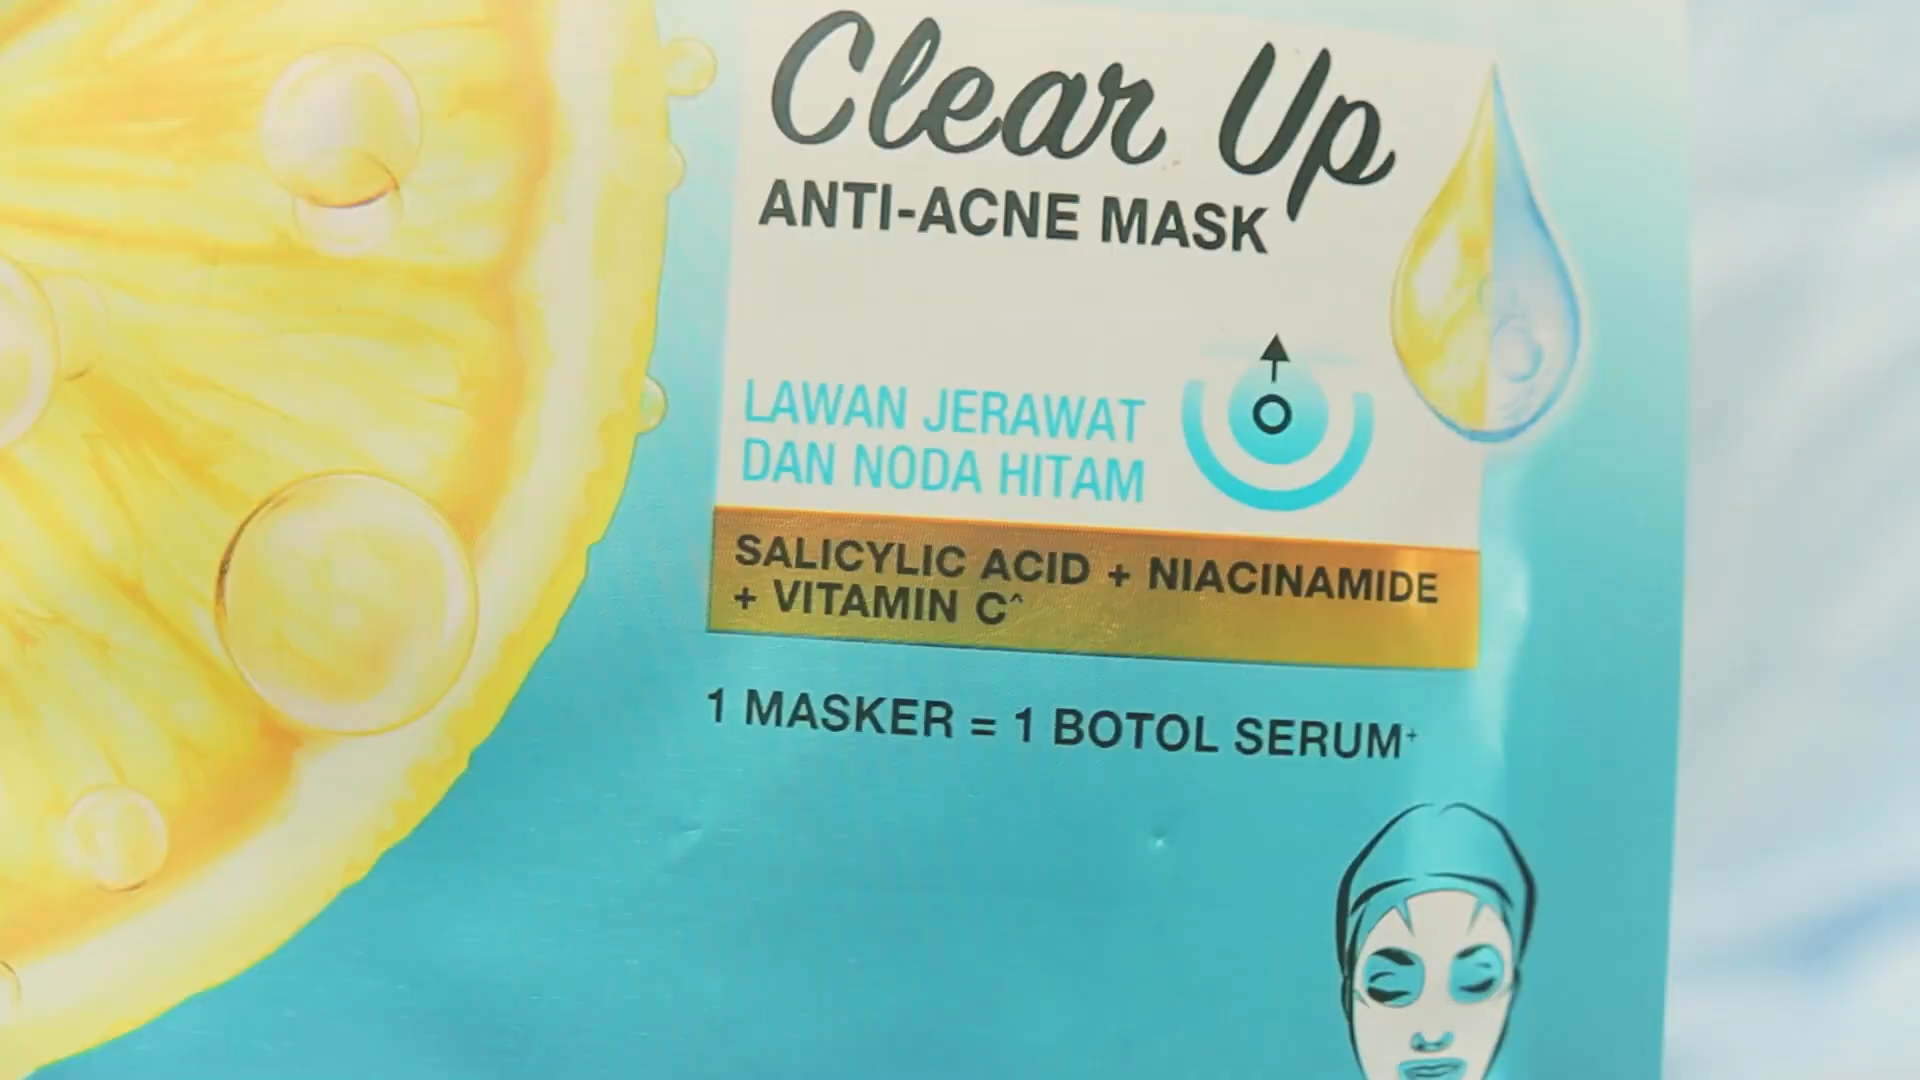 Clear Up
ANTI-ACNE MASK
LAWAN JERAWAT
DAN NODA HITAM
SALICYLIC ACID + NIACINAMIDE
+ VITAMIN C^
1 MASKER = 1 BOTOL SERUM+